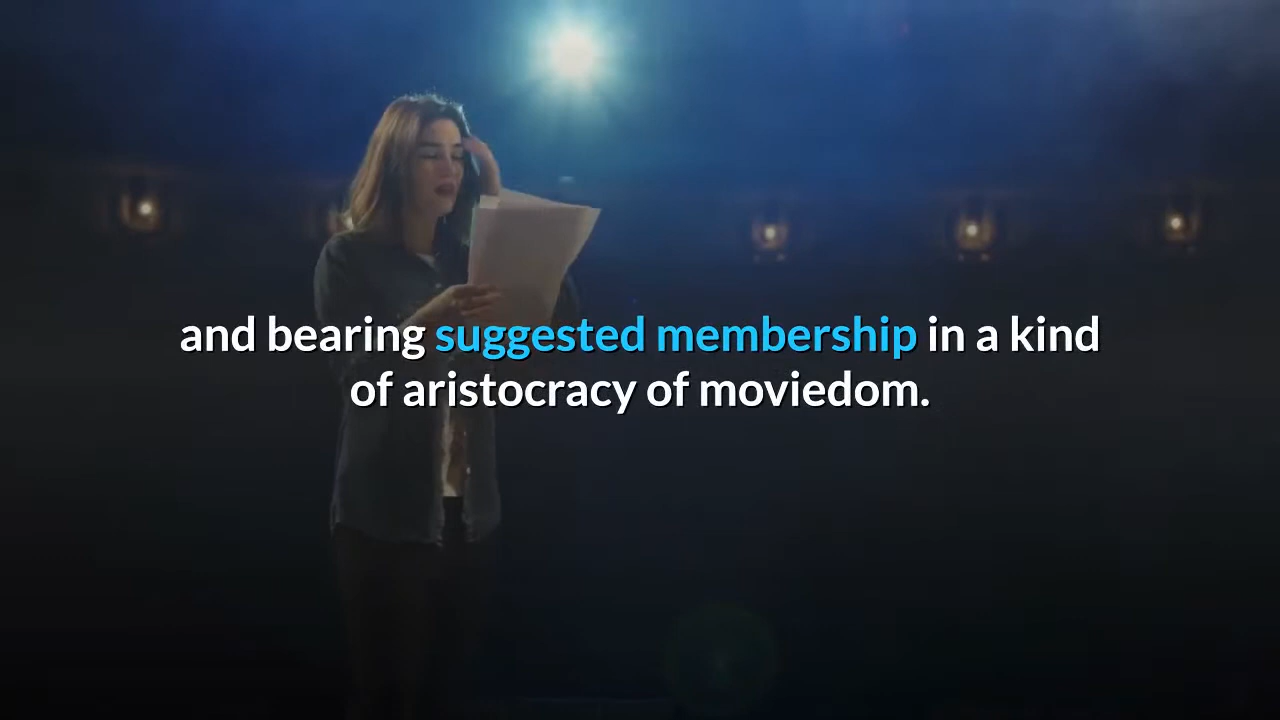 and bearing suggested membership in a kind
of aristocracy of moviedom.